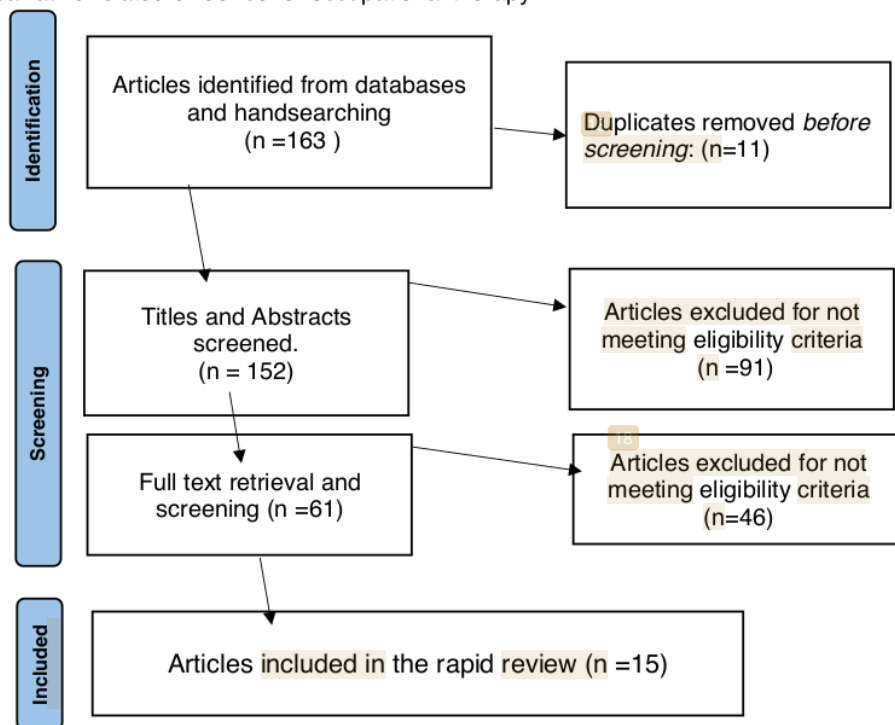 Identification
Articles identified from databases
and handsearching
(n =163 )
Duplicates removed before
screening: (n=11)
Screening
Titles and Abstracts
screened.
(n = 152)
Articles excluded for not
meeting eligibility criteria
(n =91)
Full text retrieval and
screening (n =61)
18
Articles excluded for not
meeting eligibility criteria
(n=46)
Included
Articles included in the rapid review (n =15)